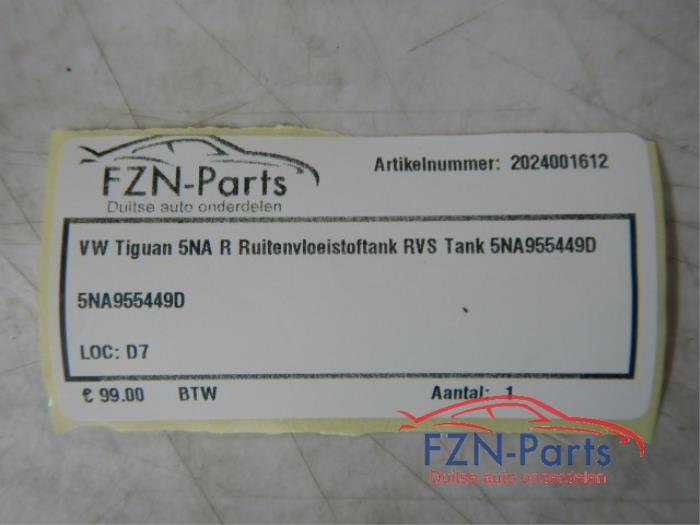 FZN-Parts
Duitse auto onderdelen
Artikelnummer: 2024001612
VW Tiguan 5NA R Ruitenvloeistoftank RVS Tank 5NA955449D
5NA955449D
LOC: D7
€ 99.00 BTW Aantal: 1
FZN-Parts
Duitse auto onderdelen